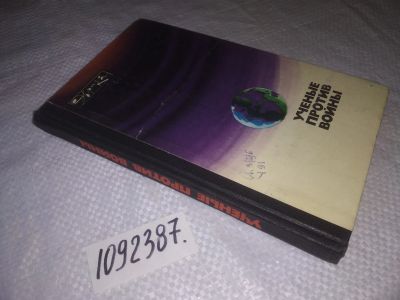 УЧЕНЫЕ
ПРОТИВ
ВОЙНЫ
УЧЕНЫЕ ПРОТИВ ВОЙНЫ
1092387.